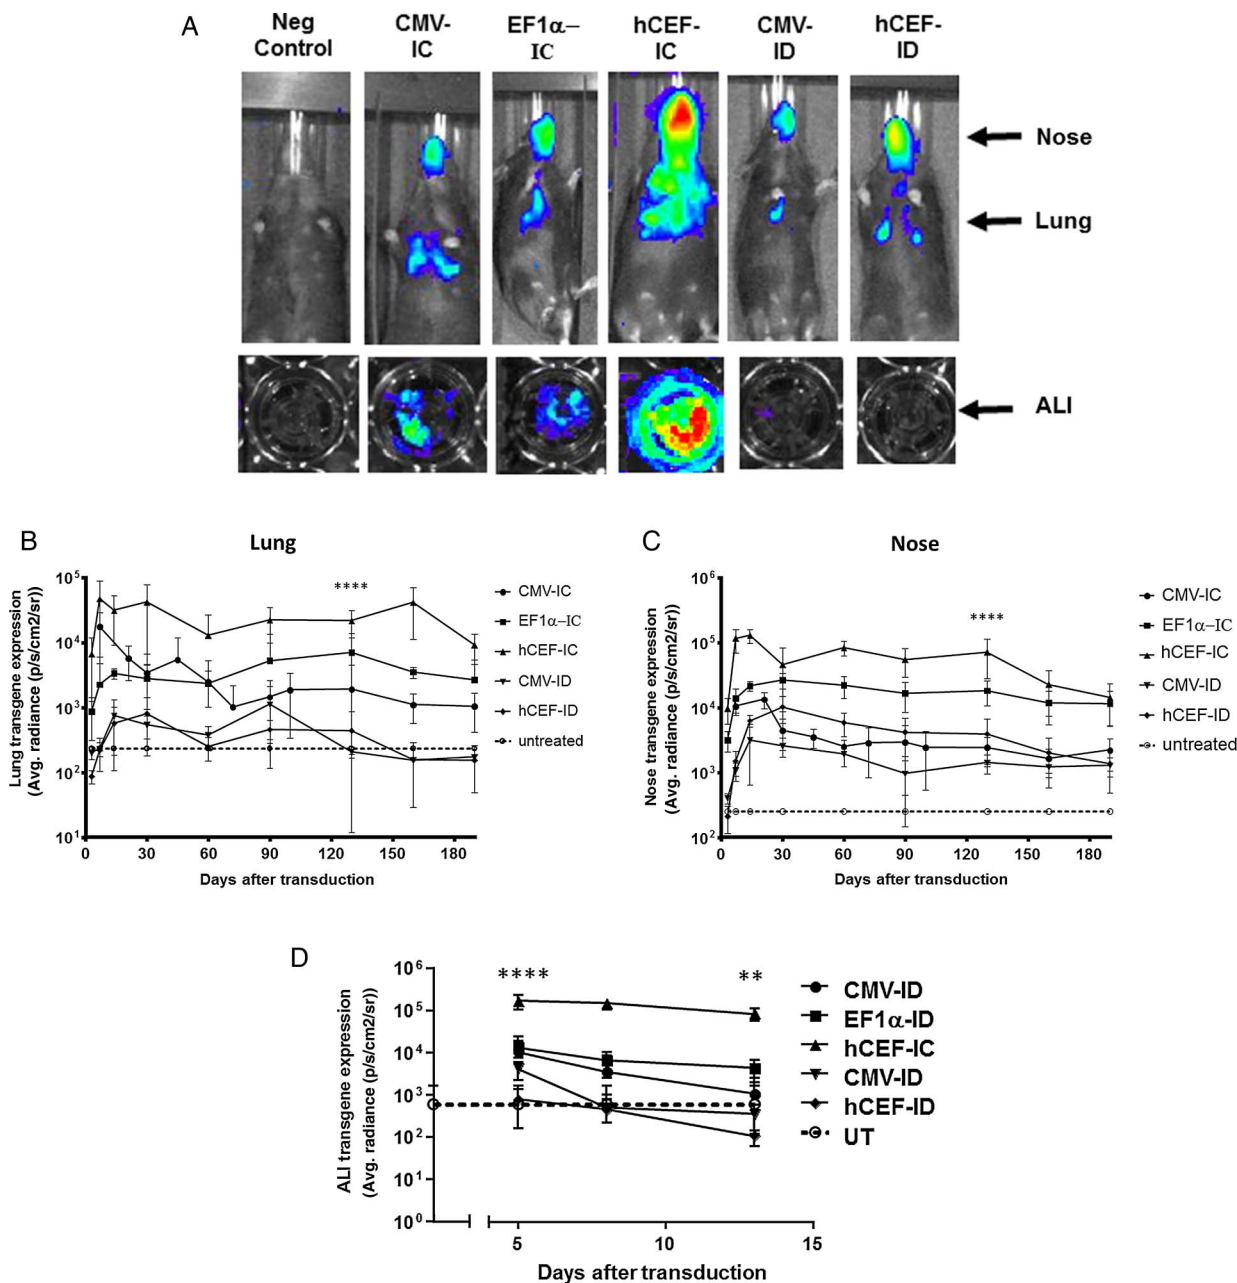 A
Neg
Control
CMV-
IC
EF1α–
IC
hCEF-
IC
CMV-
ID
hCEF-
ID
Nose
Lung
ALI
B
Lung
Lung transgene expression
(Avg. radiance (p/s/cm2/sr))
10^5
10^4
10^3
10^2
10^1
0 30 60 90 120 150 180
Days after transduction
****
CMV-IC
EF1α–IC
hCEF-IC
CMV-ID
hCEF-ID
untreated
C
Nose
Nose transgene expression
(Avg. radiance (p/s/cm2/sr))
10^6
10^5
10^4
10^3
10^2
0 30 60 90 120 150 180
Days after transduction
****
CMV-IC
EF1α–IC
hCEF-IC
CMV-ID
hCEF-ID
untreated
D
ALI transgene expression
(Avg. radiance (p/s/cm2/sr))
10^6
10^5
10^4
10^3
10^2
10^1
10^0
5 10 15
Days after transduction
**** **
CMV-ID
EF1α-ID
hCEF-IC
CMV-ID
hCEF-ID
UT